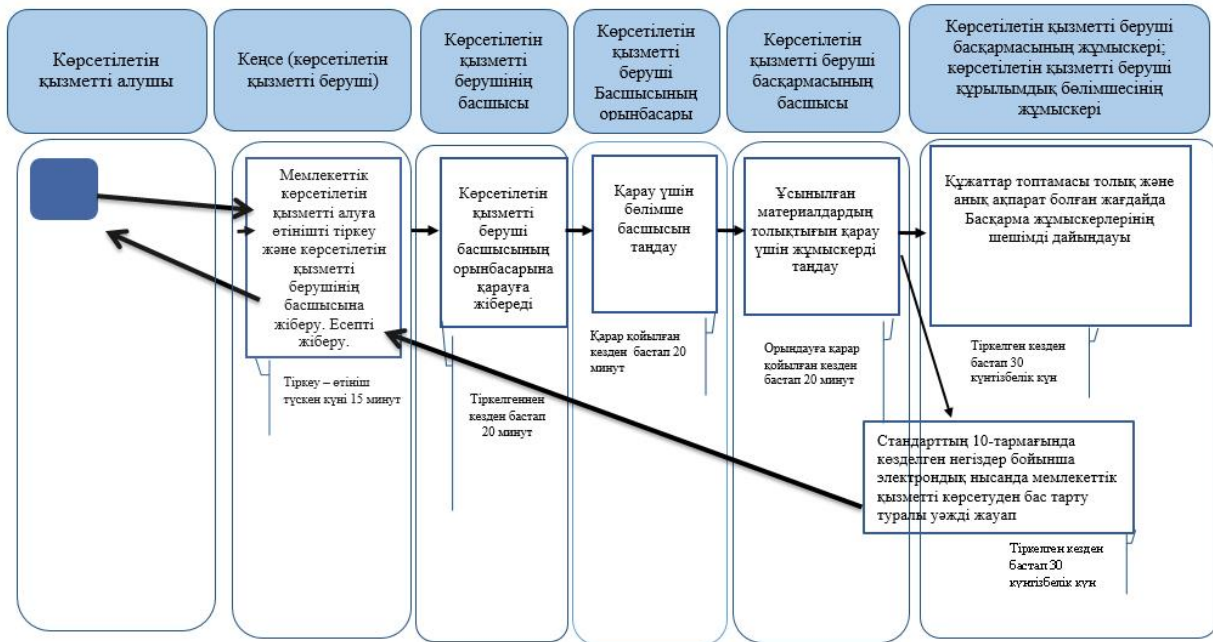 Көрсетілетін
қызметті алушы
Кеңсе (көрсетілетін
қызметті беруші)
Көрсетілетін
қызметті
берушінің
басшысы
Көрсетілетін
қызметті
беруші
Басшысының
орынбасары
Көрсетілетін
қызметті беруші
басқармасының
басшысы
Көрсетілетін қызметті беруші
басқармасының жұмыскері;
көрсетілетін қызметті беруші
құрылымдық бөлімшесінің
жұмыскері
Мемлекеттік
көрсетілетін
қызметті алуға
өтінішті тіркеу
және көрсетілетін
қызметті
берушінің
басшысына
жіберу. Есепті
жіберу.
Тіркеу – өтініш
түскен күні 15 минут
Көрсетілетін
қызметті
беруші
басшысының
орынбасарына
қарауға
жібереді
Тіркелгеннен
кезден бастап
20 минут
Қарау үшін
бөлімше
басшысын
таңдау
Қарар қойылған
кезден бастап 20
минут
Ұсынылған
материалдардың
толықтығын қарау
үшін жұмыскерді
таңдау
Орындауға қарар
қойылған кезден
бастап 20 минут
Құжаттар топтамасы толық және
анық ақпарат болған жағдайда
Басқарма жұмыскерлерінің
шешімді дайындауы
Тіркелген кезден
бастап 30
күнтізбелік күн
Стандарттың 10-тармағында
көзделген негіздер бойынша
электрондық нысанда мемлекеттік
қызметті көрсетуден бас тарту
туралы уәжді жауап
Тіркелген кезден
бастап 30
күнтізбелік күн